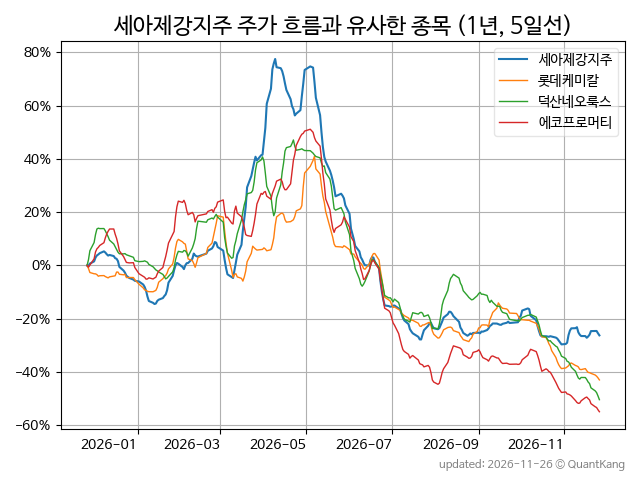 세아제강지주 주가 흐름과 유사한 종목 (1년, 5일선)
세아제강지주
롯데케미칼
덕산네오룩스
에코프로머티
80%
60%
40%
20%
0%
−20%
−40%
−60%
2026-01 2026-03 2026-05 2026-07 2026-09 2026-11
updated: 2026-11-26 © QuantKang